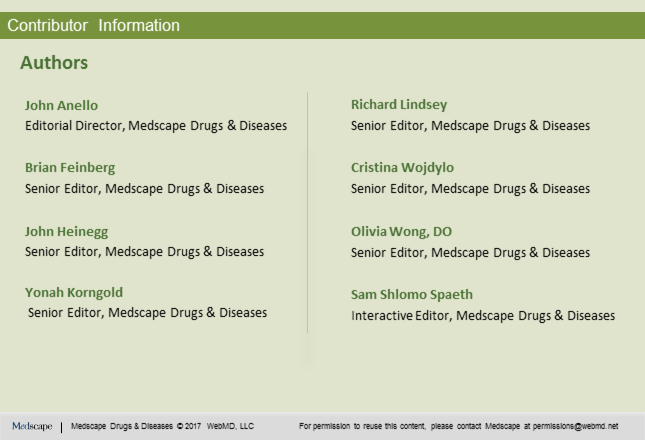 Contributor Information
Authors
John Anello
Editorial Director, Medscape Drugs & Diseases
Brian Feinberg
Senior Editor, Medscape Drugs & Diseases
John Heinegg
Senior Editor, Medscape Drugs & Diseases
Yonah Korngold
Senior Editor, Medscape Drugs & Diseases
Richard Lindsey
Senior Editor, Medscape Drugs & Diseases
Cristina Wojdylo
Senior Editor, Medscape Drugs & Diseases
Olivia Wong, DO
Senior Editor, Medscape Drugs & Diseases
Sam Shlomo Spaeth
Interactive Editor, Medscape Drugs & Diseases
Medscape | Medscape Drugs & Diseases © 2017 WebMD, LLC For permission to reuse this content, please contact Medscape at permissions@webmd.net